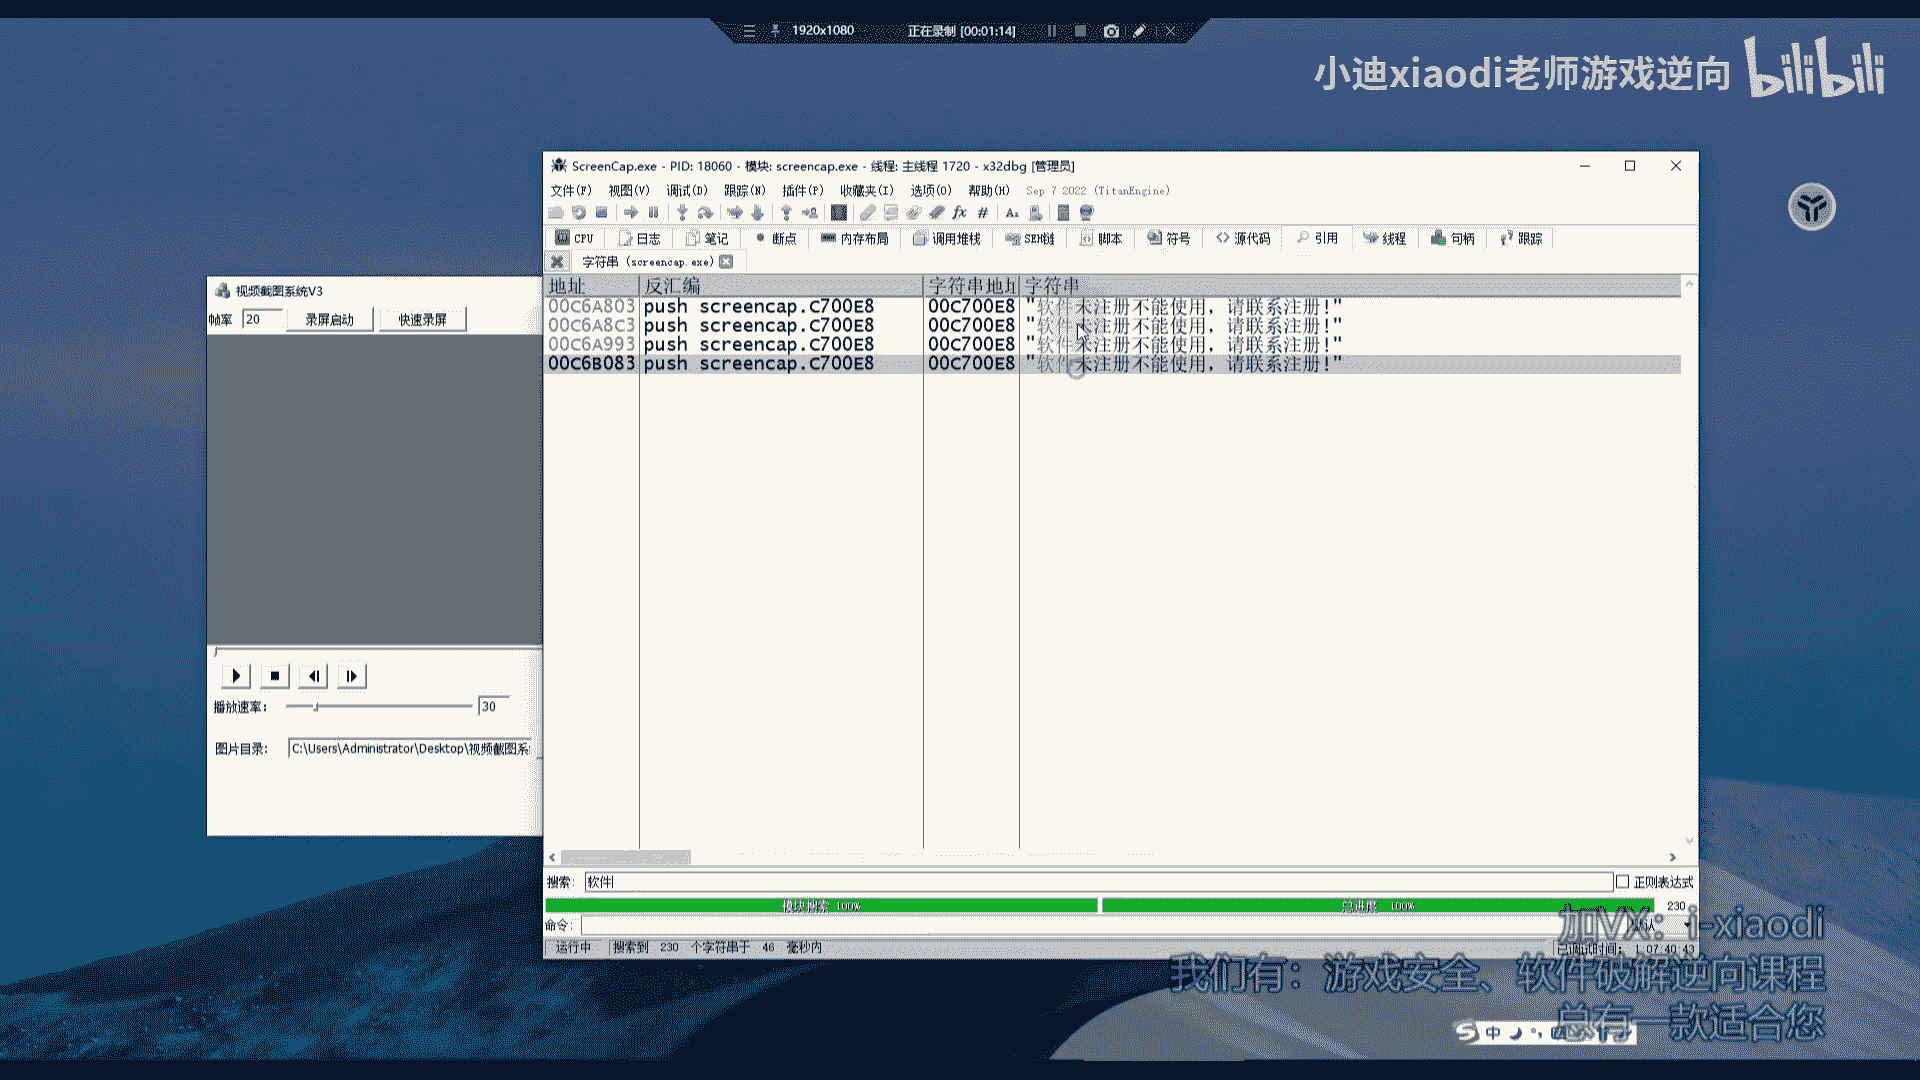 1920x1080 正在录制 [00:01:14]
小迪xiaodi老师游戏逆向 bilibili
ScreenCap.exe - PID: 18060 - 模块: screencap.exe - 线程: 主线程 1720 - x32dbg [管理员]
文件(F) 视图(V) 调试(D) 跟踪(N) 插件(P) 收藏夹(I) 选项(O) 帮助(H) Sep 7 2022 (TitanEngine)
CPU 日志 笔记 断点 内存布局 调用堆栈 SEH链 脚本 符号 源代码 引用 线程 句柄 跟踪
字符串 (screencap.exe)
地址 反汇编 字符串地址 字符串
00C6A803 push screencap.C700E8 00C700E8 "软件未注册不能使用，请联系注册!"
00C6A8C3 push screencap.C700E8 00C700E8 "软件未注册不能使用，请联系注册!"
00C6A993 push screencap.C700E8 00C700E8 "软件未注册不能使用，请联系注册!"
00C6B083 push screencap.C700E8 00C700E8 "软件未注册不能使用，请联系注册!"
视频截图系统V3
帧率 20 录屏启动 快速录屏
播放速率: 30
图片目录: C:\Users\Administrator\Desktop\视频截图系
搜索: 软件 正则表达式
模块搜索 100% 总进度 100% 230
命令:
运行中 搜索到 230 个字符串于 46 毫秒内 已调试时间: 1:07:40:43
加VX: i-xiaodi
我们有：游戏安全、软件破解逆向课程
总有一款适合您
中